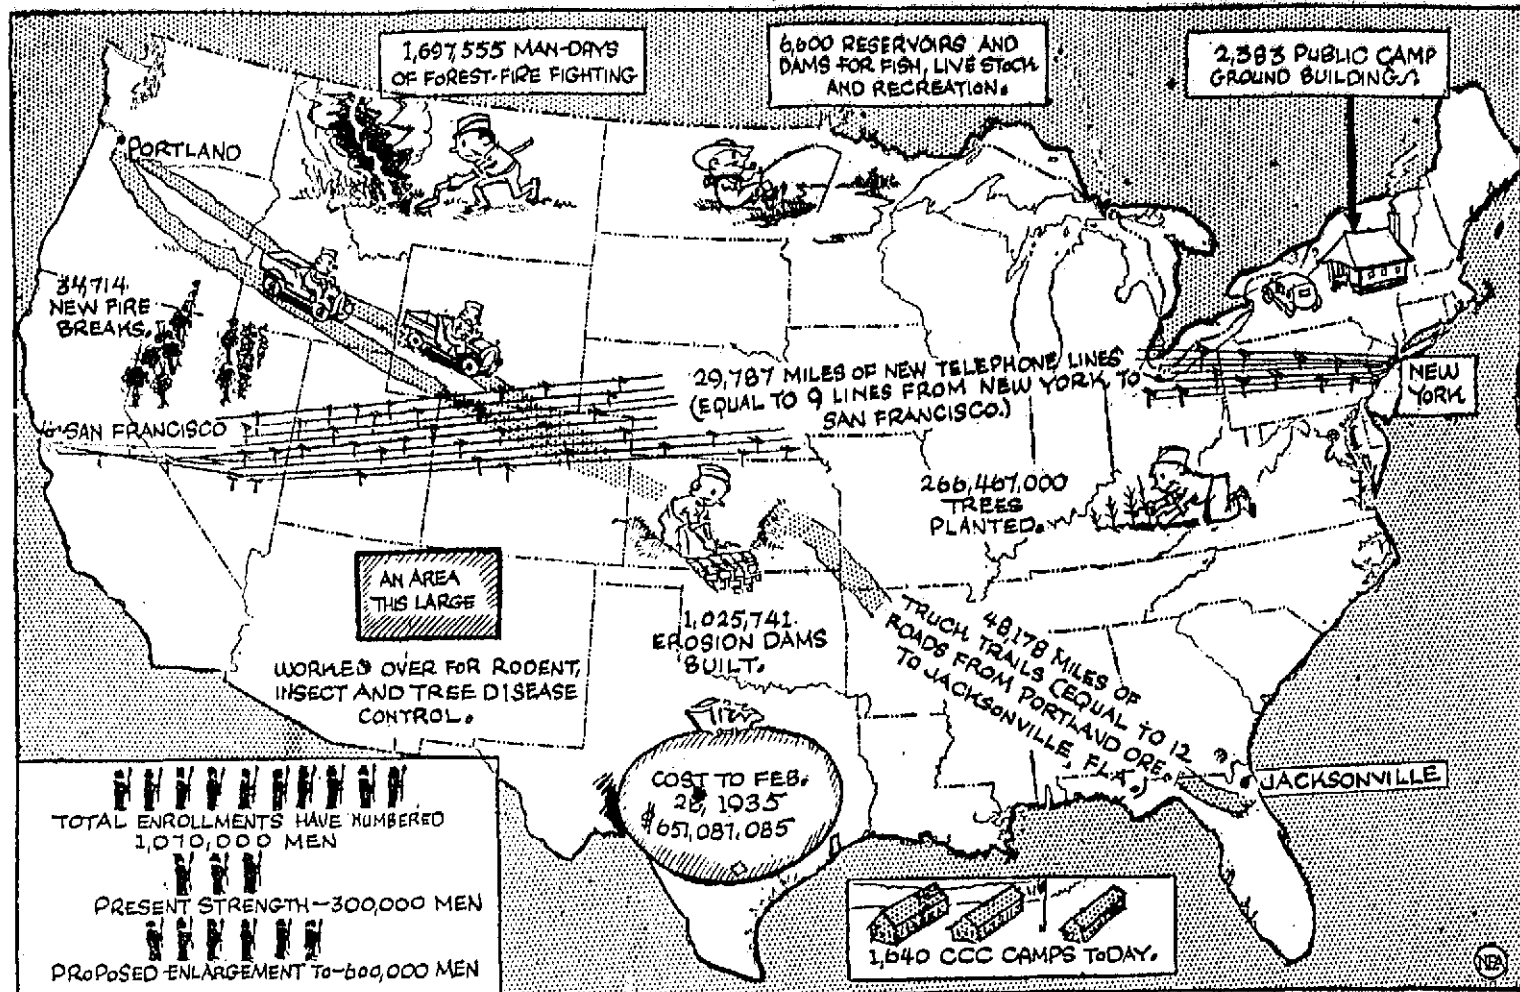 1,697,555 MAN-DAYS
OF FOREST-FIRE FIGHTING
6,600 RESERVOIRS AND
DAMS FOR FISH, LIVE STOCK
AND RECREATION.
2,383 PUBLIC CAMP
GROUND BUILDINGS
PORTLAND
34,714
NEW FIRE
BREAKS.
29,787 MILES OF NEW TELEPHONE LINES
(EQUAL TO 9 LINES FROM NEW YORK TO
SAN FRANCISCO.)
NEW
YORK
SAN FRANCISCO
266,467,000
TREES
PLANTED.
AN AREA
THIS LARGE
WORKED OVER FOR RODENT,
INSECT AND TREE DISEASE
CONTROL.
1,025,741
EROSION DAMS
BUILT.
48,178 MILES OF
TRUCK TRAILS (EQUAL TO 12
ROADS FROM PORTLAND ORE.
TO JACKSONVILLE, FLA.)
JACKSONVILLE
COST TO FEB.
28, 1935
$651,087,085
TOTAL ENROLLMENTS HAVE NUMBERED
1,070,000 MEN
PRESENT STRENGTH-300,000 MEN
PROPOSED ENLARGEMENT TO-600,000 MEN
1,640 CCC CAMPS TODAY.
NEA